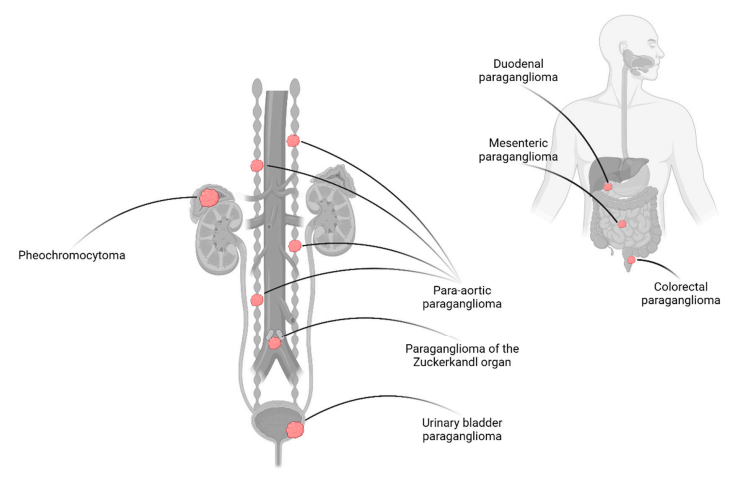 Duodenal
paraganglioma
Mesenteric
paraganglioma
Pheochromocytoma
Para-aortic
paraganglioma
Colorectal
paraganglioma
Paraganglioma of the
Zuckerkandl organ
Urinary bladder
paraganglioma